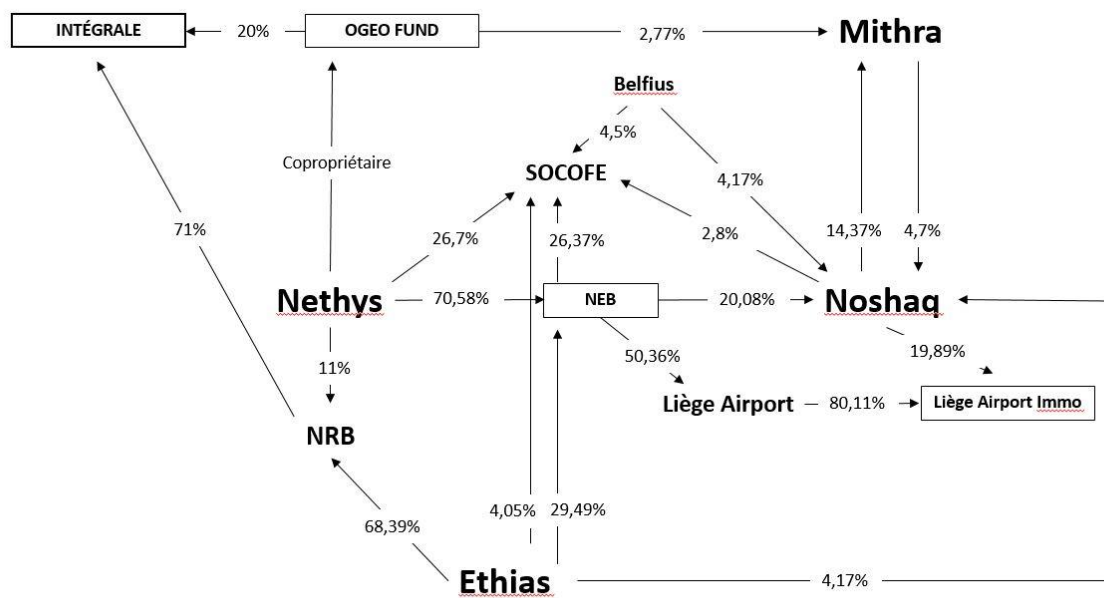 INTÉGRALE
20%
OGEO FUND
2,77%
Mithra
Belfius
4,5%
Copropriétaire
SOCOFE
4,17%
71%
26,7%
26,37%
2,8%
14,37%
4,7%
Nethys
70,58%
NEB
20,08%
Noshaq
11%
50,36%
19,89%
Liège Airport
80,11%
Liège Airport Immo
NRB
4,05%
29,49%
68,39%
Ethias
4,17%